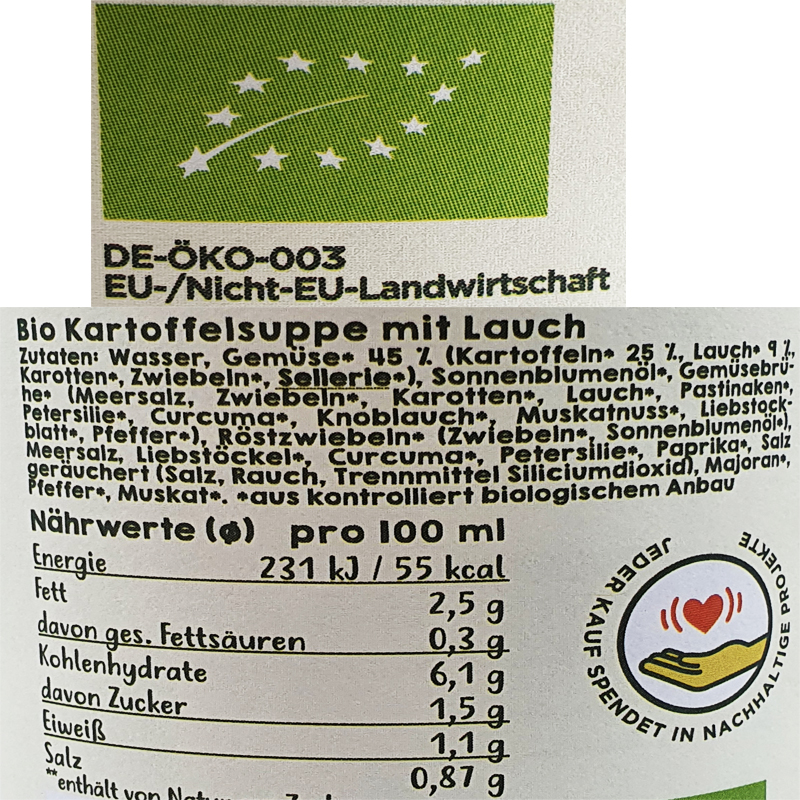 DE-ÖKO-003
EU-/Nicht-EU-Landwirtschaft
Bio Kartoffelsuppe mit Lauch
Zutaten: Wasser, Gemüse* 45 % (Kartoffeln* 25 %, Lauch* 9 %,
Karotten*, Zwiebeln*, Sellerie*), Sonnenblumenöl*, Gemüsebrü-
he* (Meersalz, Zwiebeln*, Karotten*, Lauch*, Pastinaken*,
Petersilie*, Curcuma*, Knoblauch*, Muskatnuss*, Liebstock-
blatt*, Pfeffer*), Röstzwiebeln* (Zwiebeln*, Sonnenblumenöl*),
Meersalz, Liebstöckel*, Curcuma*, Petersilie*, Paprika*, Salz
geräuchert (Salz, Rauch, Trennmittel Siliciumdioxid), Majoran*,
Pfeffer*, Muskat*. *aus kontrolliert biologischem Anbau
Nährwerte (ø) pro 100 ml
Energie 231 kJ / 55 kcal
Fett 2,5 g
davon ges. Fettsäuren 0,3 g
Kohlenhydrate 6,1 g
davon Zucker 1,5 g
Eiweiß 1,1 g
Salz 0,87 g
**enthält von
JEDER KAUF SPENDET IN NACHHALTIGE PROJEKTE